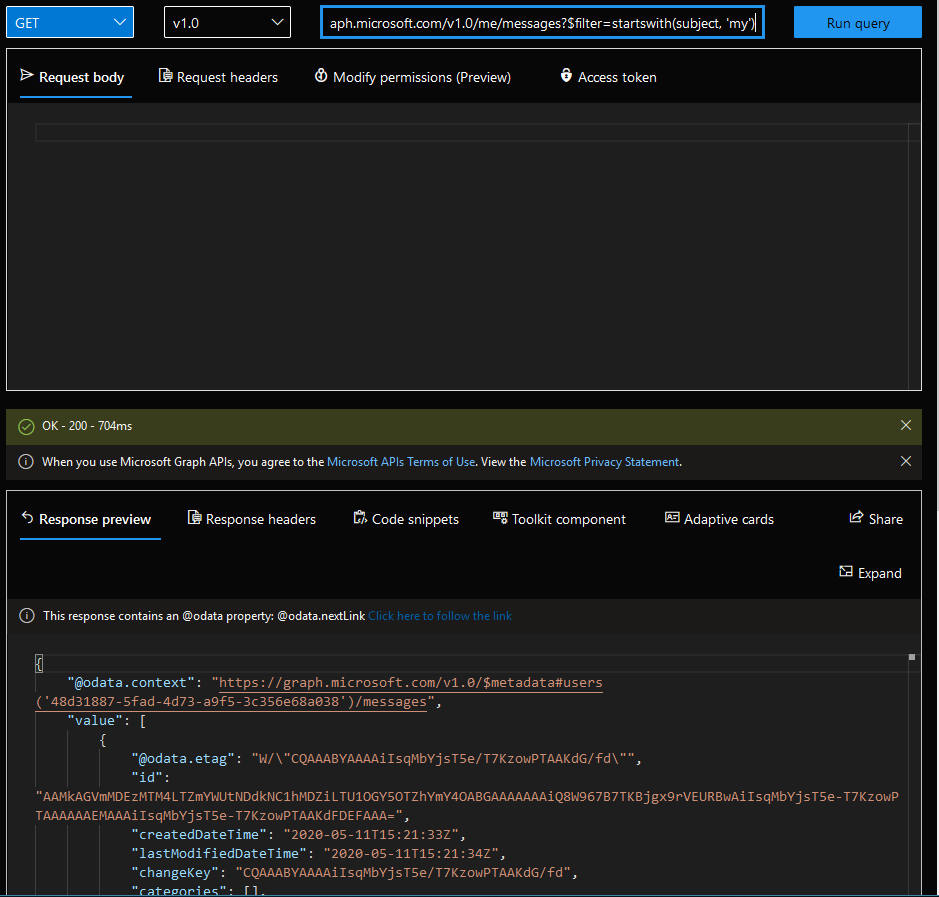 GET v1.0 aph.microsoft.com/v1.0/me/messages?$filter=startswith(subject, 'my') Run query
Request body Request headers Modify permissions (Preview) Access token
OK - 200 - 704ms
When you use Microsoft Graph APIs, you agree to the Microsoft APIs Terms of Use. View the Microsoft Privacy Statement.
Response preview Response headers Code snippets Toolkit component Adaptive cards Share
Expand
This response contains an @odata property: @odata.nextLink Click here to follow the link
{
"@odata.context": "https://graph.microsoft.com/v1.0/$metadata#users
('48d31887-5fad-4d73-a9f5-3c356e68a038')/messages",
"value": [
{
"@odata.etag": "W/\"CQAAABYAAAAiIsqMbYjsT5e/T7KzowPTAAKdG/fd\"",
"id":
"AAMkAGVmMDEzMTM4LTZmYWUtNDdkNC1hMDZiLTU1OGY5OTZhYmY4OABGAAAAAAAiQ8W967B7TKBjgx9rVEURBwAiIsqMbYjsT5e-T7KzowP
TAAAAAAEMAAAiIsqMbYjsT5e-T7KzowPTAAKdFDEFAAA=",
"createdDateTime": "2020-05-11T15:21:33Z",
"lastModifiedDateTime": "2020-05-11T15:21:34Z",
"changeKey": "CQAAABYAAAAiIsqMbYjsT5e/T7KzowPTAAKdG/fd",
"categories": [],